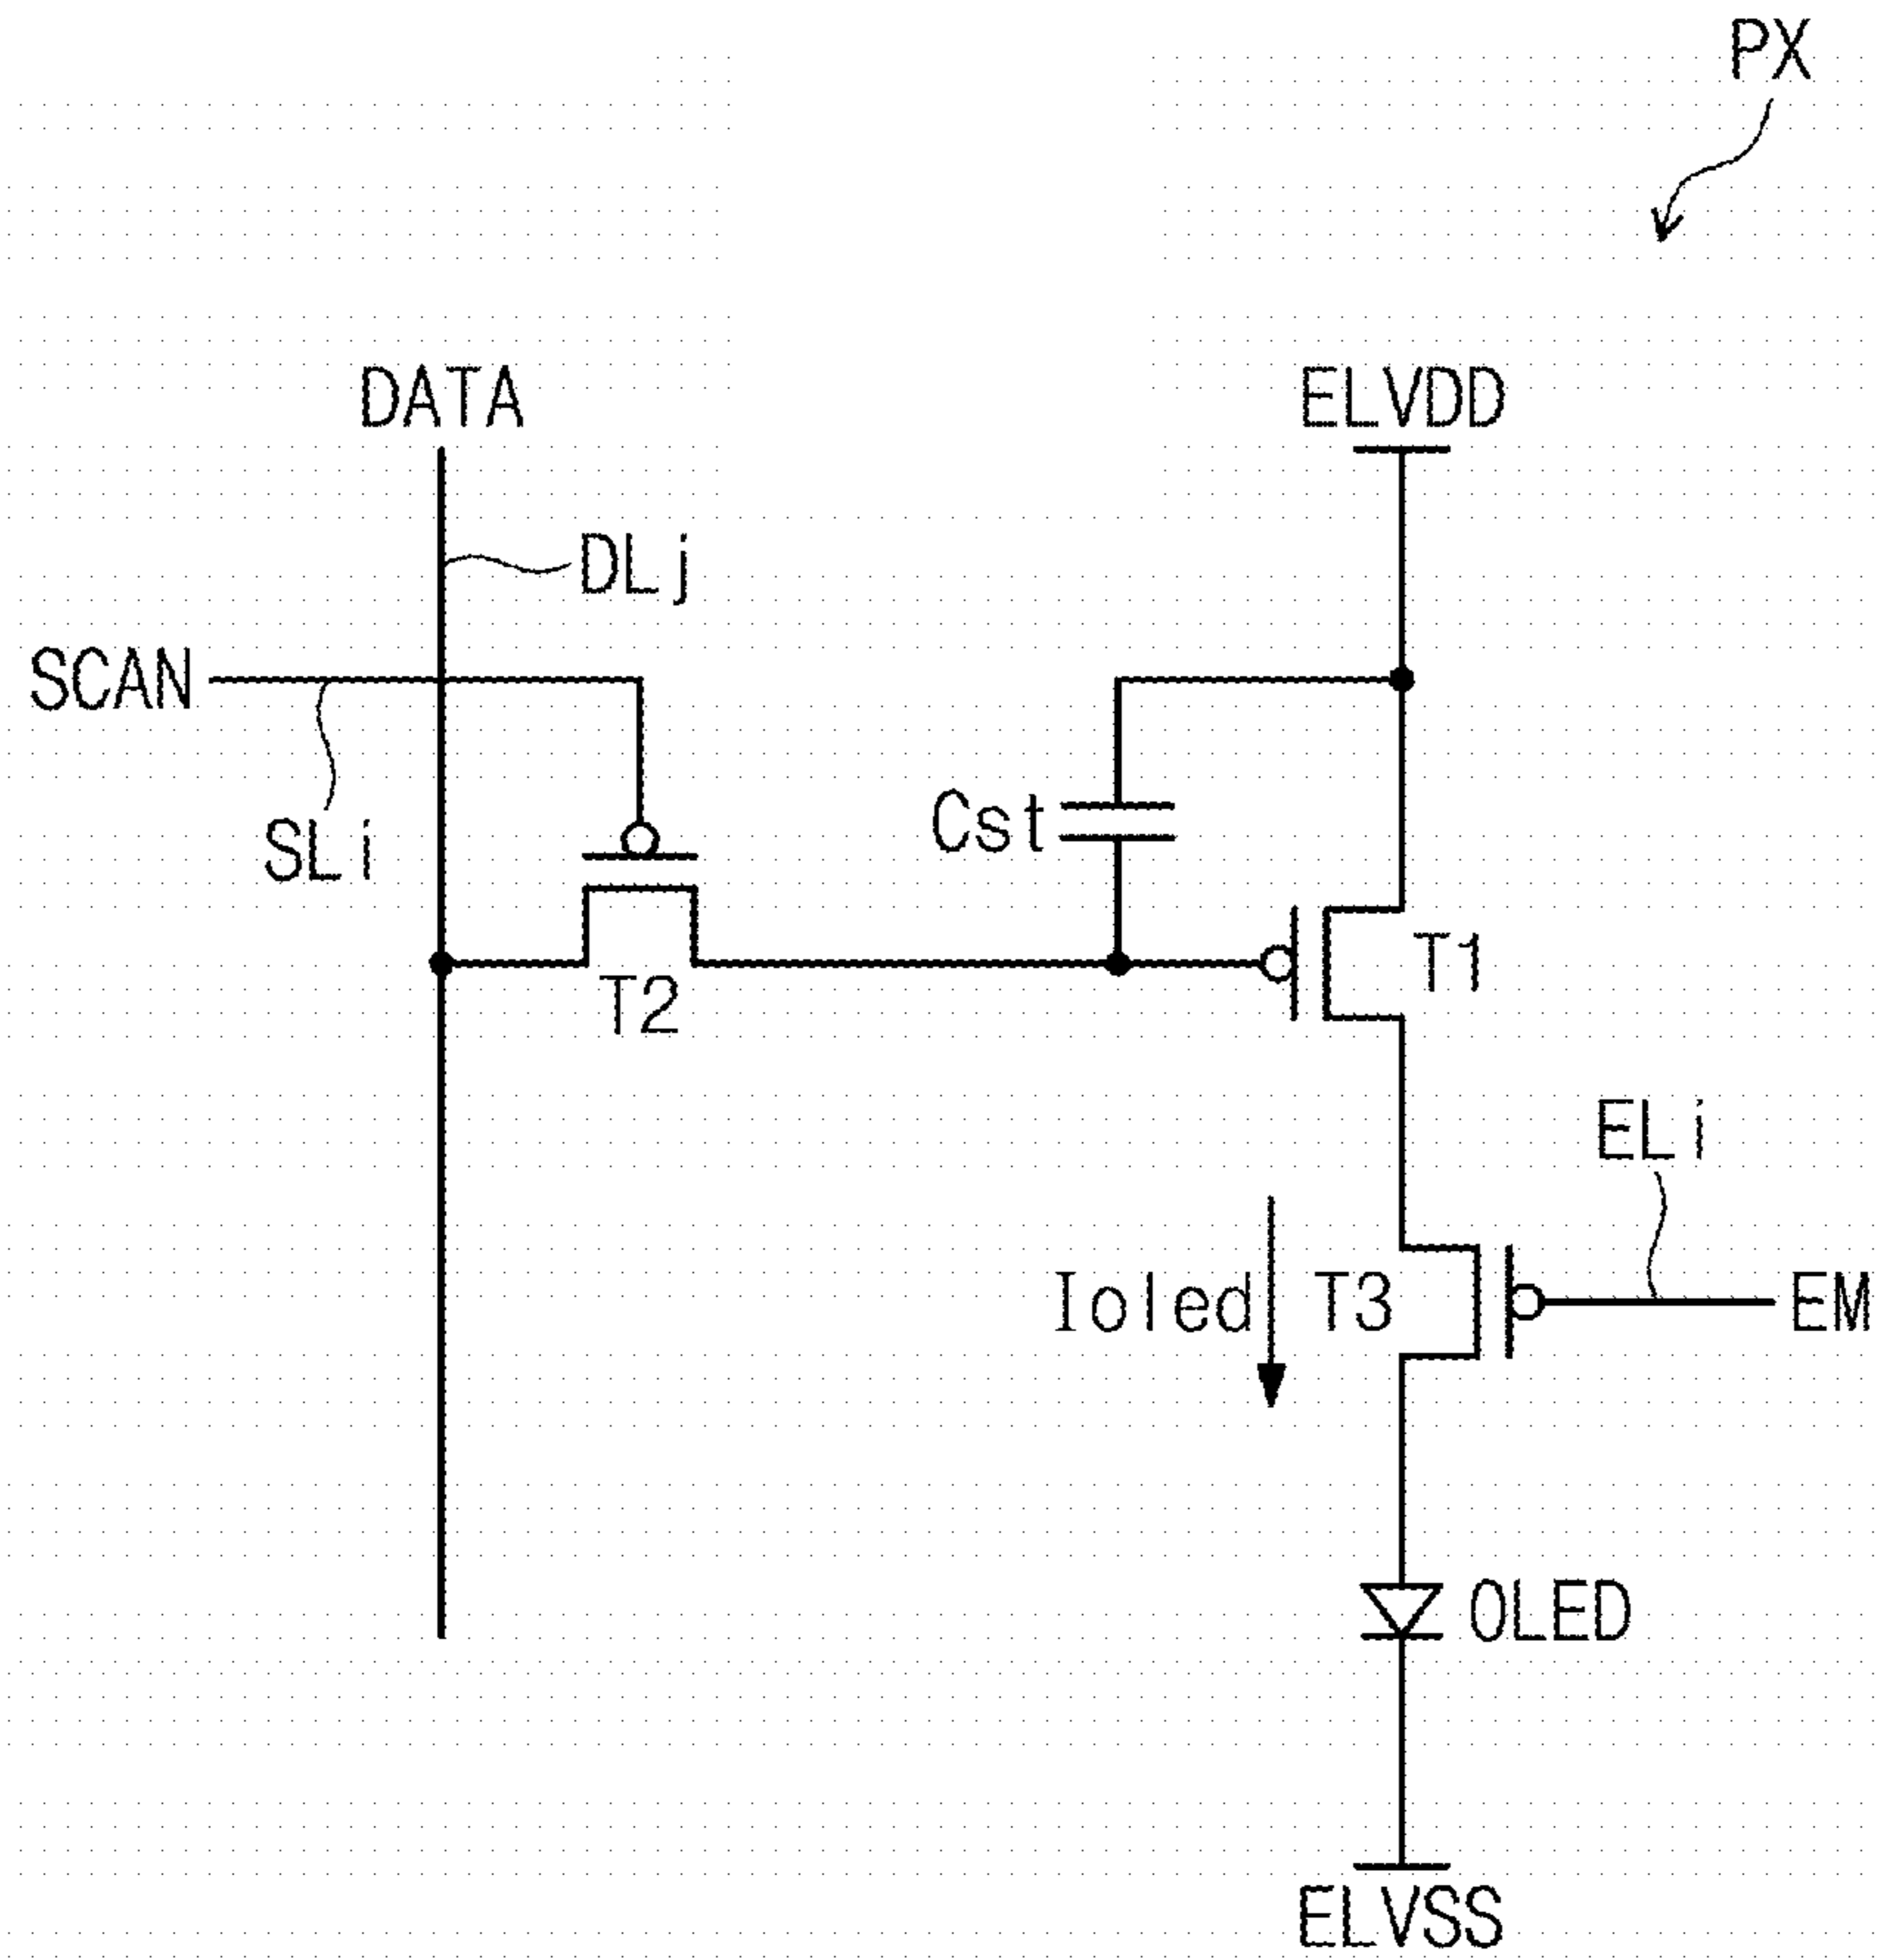 PX
DATA
ELVDD
DLj
SCAN
SLi
Cst
T1
T2
ELi
Ioled
T3
EM
OLED
ELVSS